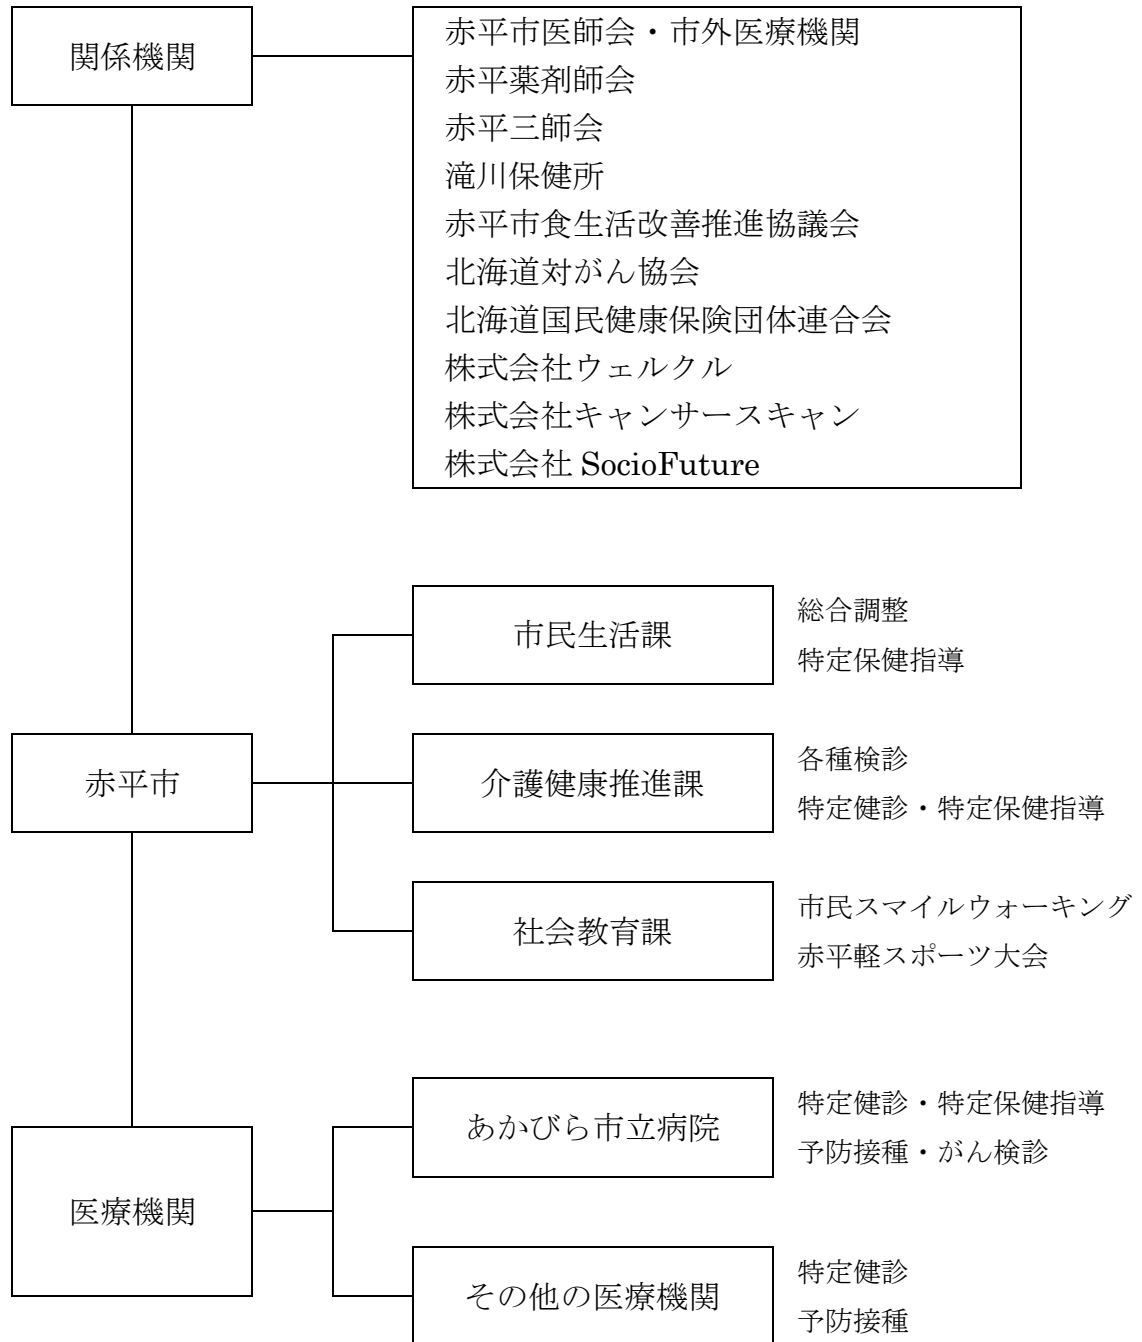 関係機関
赤平市医師会・市外医療機関
赤平薬剤師会
赤平三師会
滝川保健所
赤平市食生活改善推進協議会
北海道対がん協会
北海道国民健康保険団体連合会
株式会社ウェルクル
株式会社キャンサースキャン
株式会社 SocioFuture
赤平市
市民生活課
総合調整
特定保健指導
介護健康推進課
各種検診
特定健診・特定保健指導
社会教育課
市民スマイルウォーキング
赤平軽スポーツ大会
医療機関
あかびら市立病院
特定健診・特定保健指導
予防接種・がん検診
その他の医療機関
特定健診
予防接種